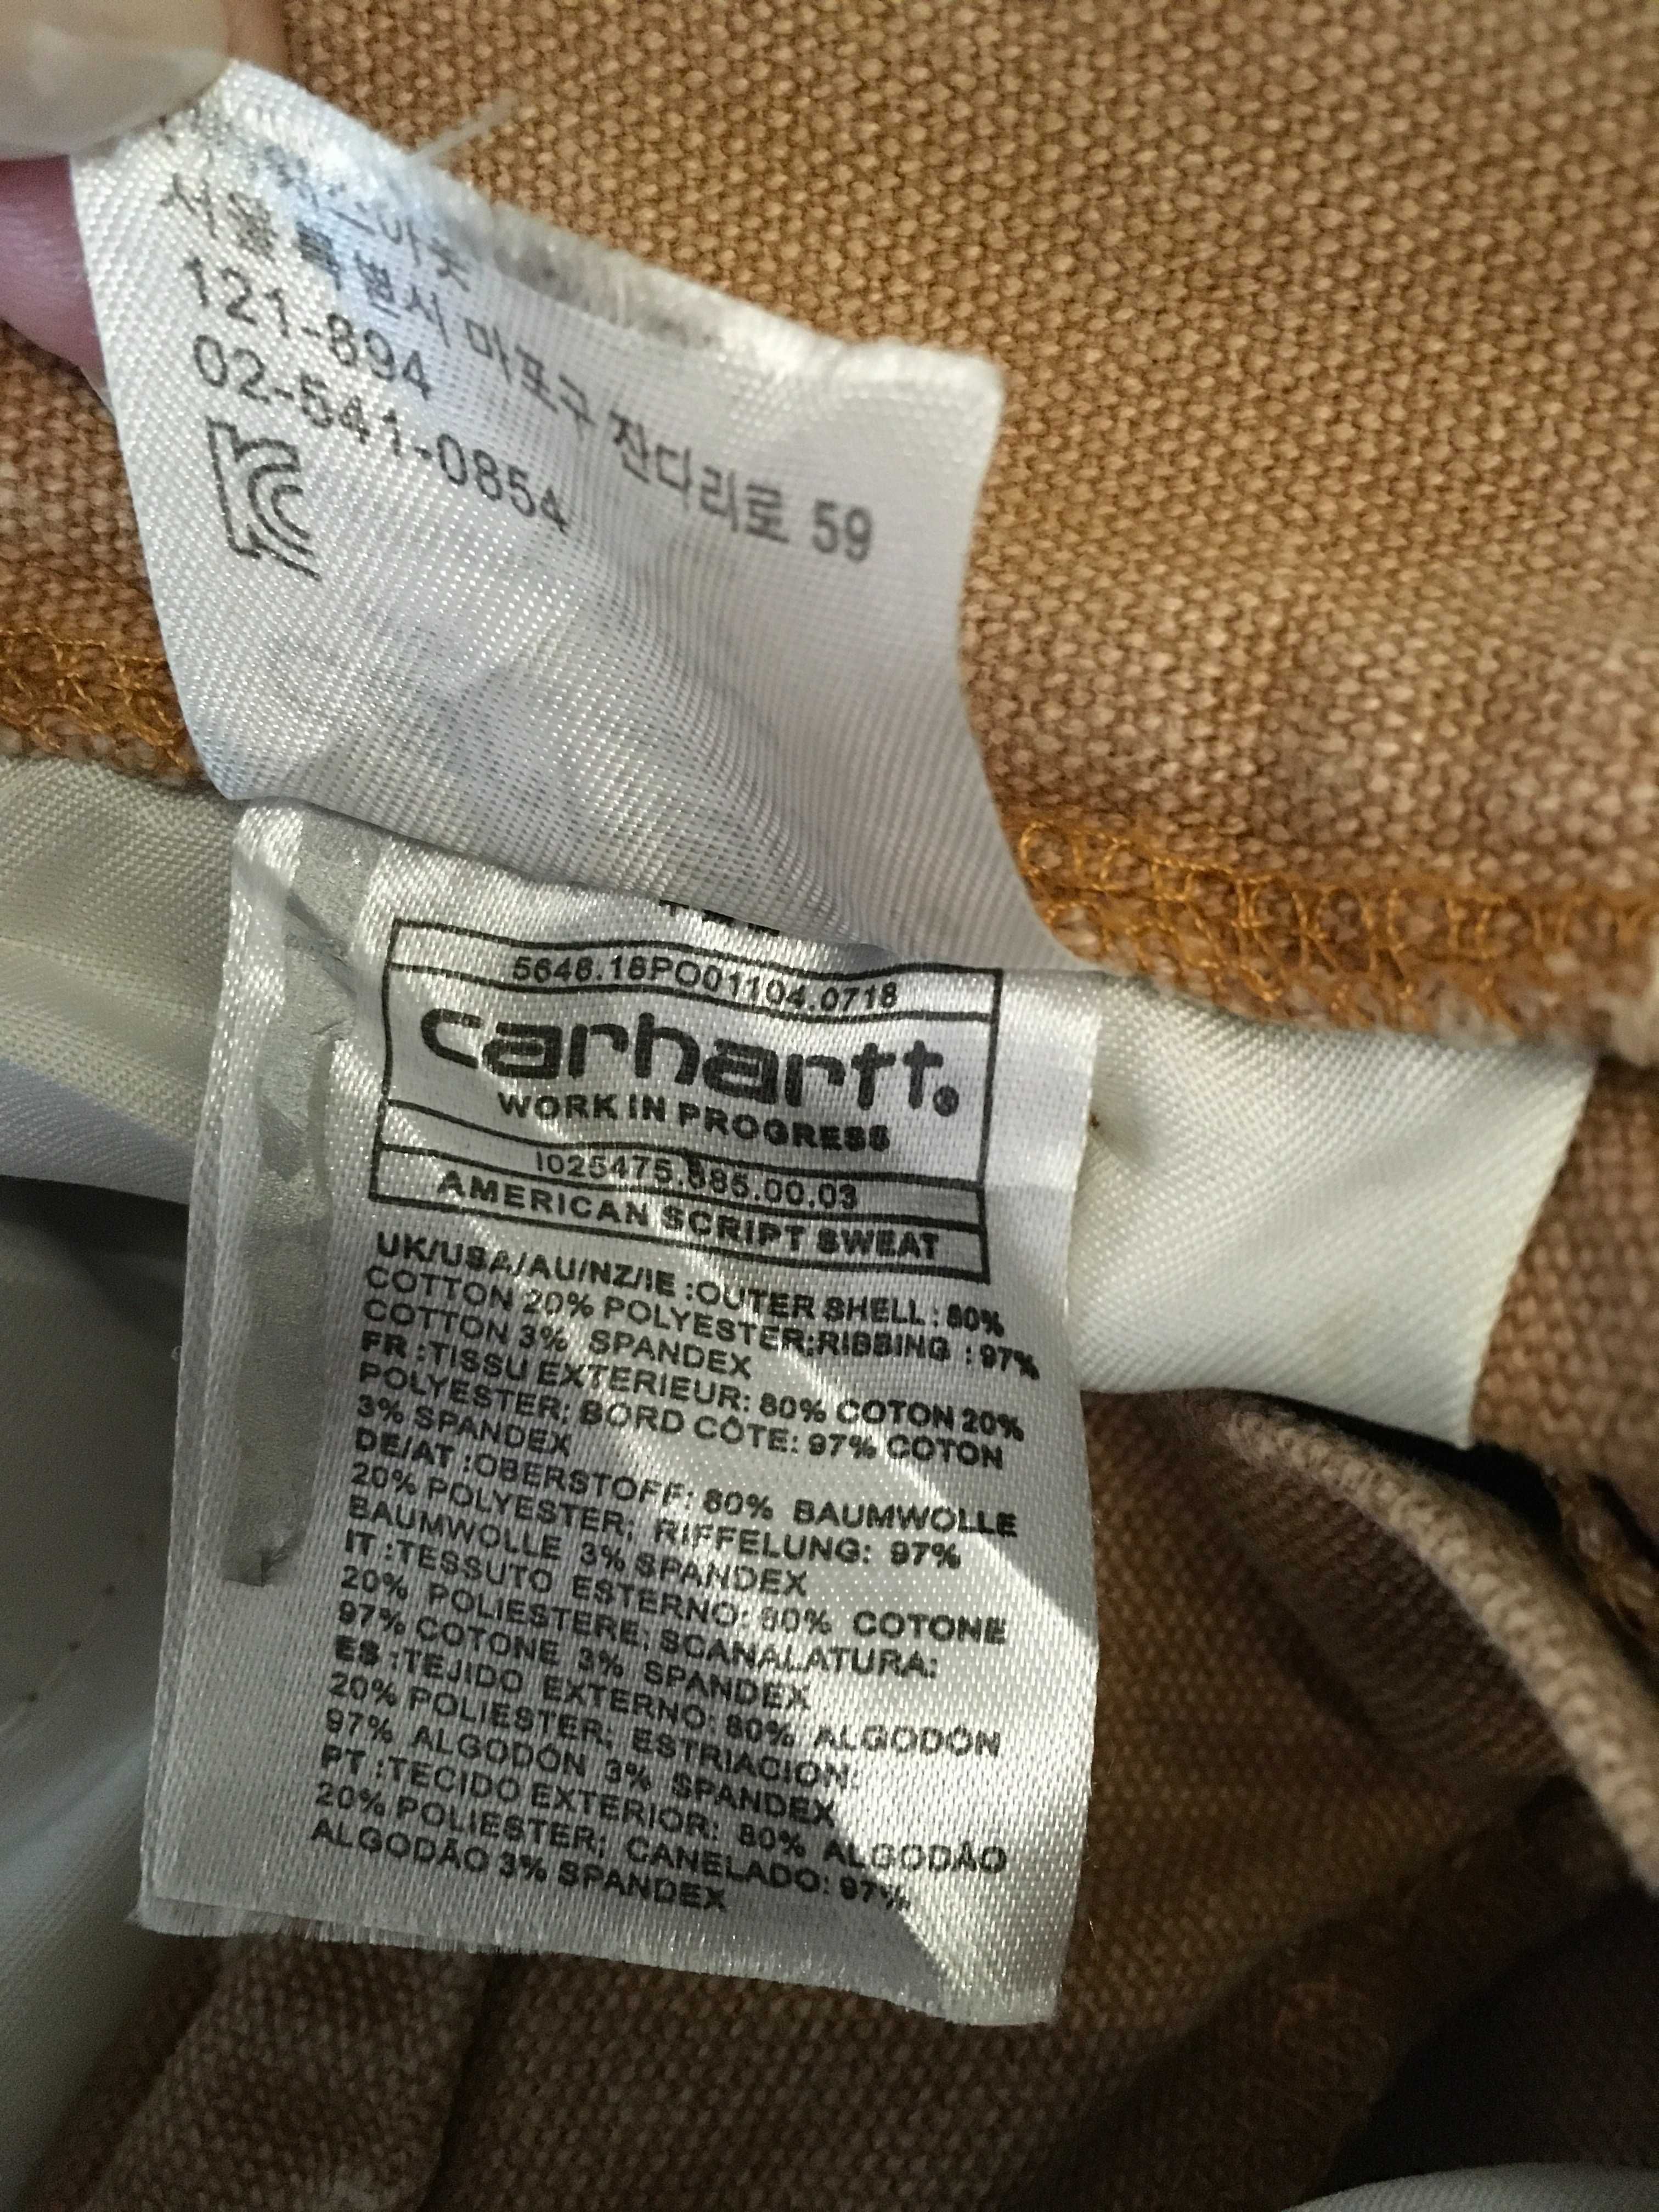 서울특별시 마포구 잔다리로 59
121-894
02-541-0854
5648.18PO01104.0718
carhartt®
WORK IN PROGRESS
I025475.885.00.03
AMERICAN SCRIPT SWEAT
UK/USA/AU/NZ/IE :OUTER SHELL : 80%
COTTON 20% POLYESTER;RIBBING : 97%
COTTON 3% SPANDEX
FR :TISSU EXTERIEUR: 80% COTON 20%
POLYESTER; BORD CÔTE: 97% COTON
3% SPANDEX
DE/AT :OBERSTOFF: 80% BAUMWOLLE
20% POLYESTER; RIFFELUNG: 97%
BAUMWOLLE 3% SPANDEX
IT :TESSUTO ESTERNO: 80% COTONE
20% POLIESTERE; SCANALATURA:
97% COTONE 3% SPANDEX
ES :TEJIDO EXTERNO: 80% ALGODÓN
20% POLIESTER; ESTRIACION:
97% ALGODÓN 3% SPANDEX
PT :TECIDO EXTERIOR: 80% ALGODÃO
20% POLIESTER; CANELADO: 97%
ALGODÃO 3% SPANDEX